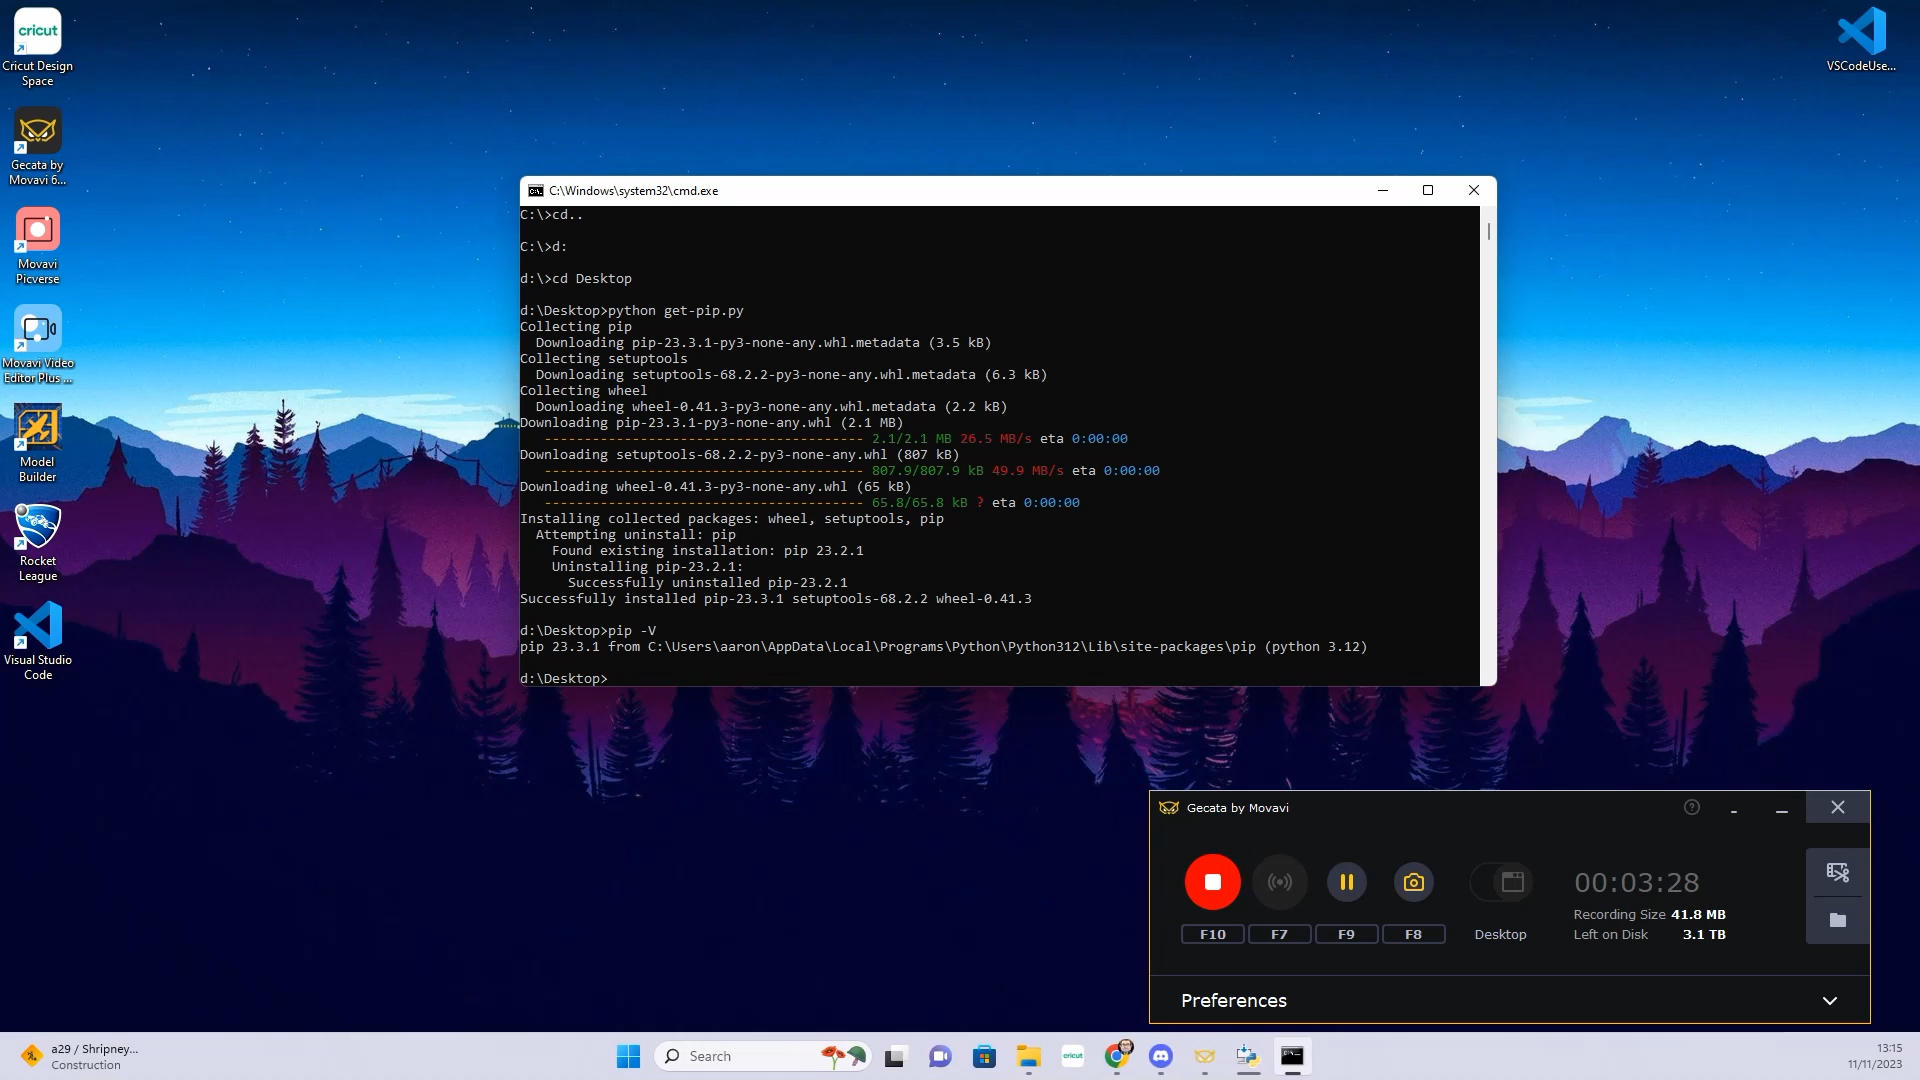 cricut
Cricut Design
Space
Gecata by
Movavi 6...
Movavi
Picverse
Movavi Video
Editor Plus ...
Model
Builder
Rocket
League
Visual Studio
Code
VSCodeUse...
C:\Windows\system32\cmd.exe
C:\>cd..
C:\>d:
d:\>cd Desktop
d:\Desktop>python get-pip.py
Collecting pip
  Downloading pip-23.3.1-py3-none-any.whl.metadata (3.5 kB)
Collecting setuptools
  Downloading setuptools-68.2.2-py3-none-any.whl.metadata (6.3 kB)
Collecting wheel
  Downloading wheel-0.41.3-py3-none-any.whl.metadata (2.2 kB)
Downloading pip-23.3.1-py3-none-any.whl (2.1 MB)
   ---------------------------------------- 2.1/2.1 MB 26.5 MB/s eta 0:00:00
Downloading setuptools-68.2.2-py3-none-any.whl (807 kB)
   ---------------------------------------- 807.9/807.9 kB 49.9 MB/s eta 0:00:00
Downloading wheel-0.41.3-py3-none-any.whl (65 kB)
   ---------------------------------------- 65.8/65.8 kB ? eta 0:00:00
Installing collected packages: wheel, setuptools, pip
  Attempting uninstall: pip
    Found existing installation: pip 23.2.1
    Uninstalling pip-23.2.1:
      Successfully uninstalled pip-23.2.1
Successfully installed pip-23.3.1 setuptools-68.2.2 wheel-0.41.3
d:\Desktop>pip -V
pip 23.3.1 from C:\Users\aaron\AppData\Local\Programs\Python\Python312\Lib\site-packages\pip (python 3.12)
d:\Desktop>
Gecata by Movavi
00:03:28
Recording Size 41.8 MB
Left on Disk 3.1 TB
F10 F7 F9 F8 Desktop
Preferences
a29 / Shripney...
Construction
Search
cricut
13:15
11/11/2023